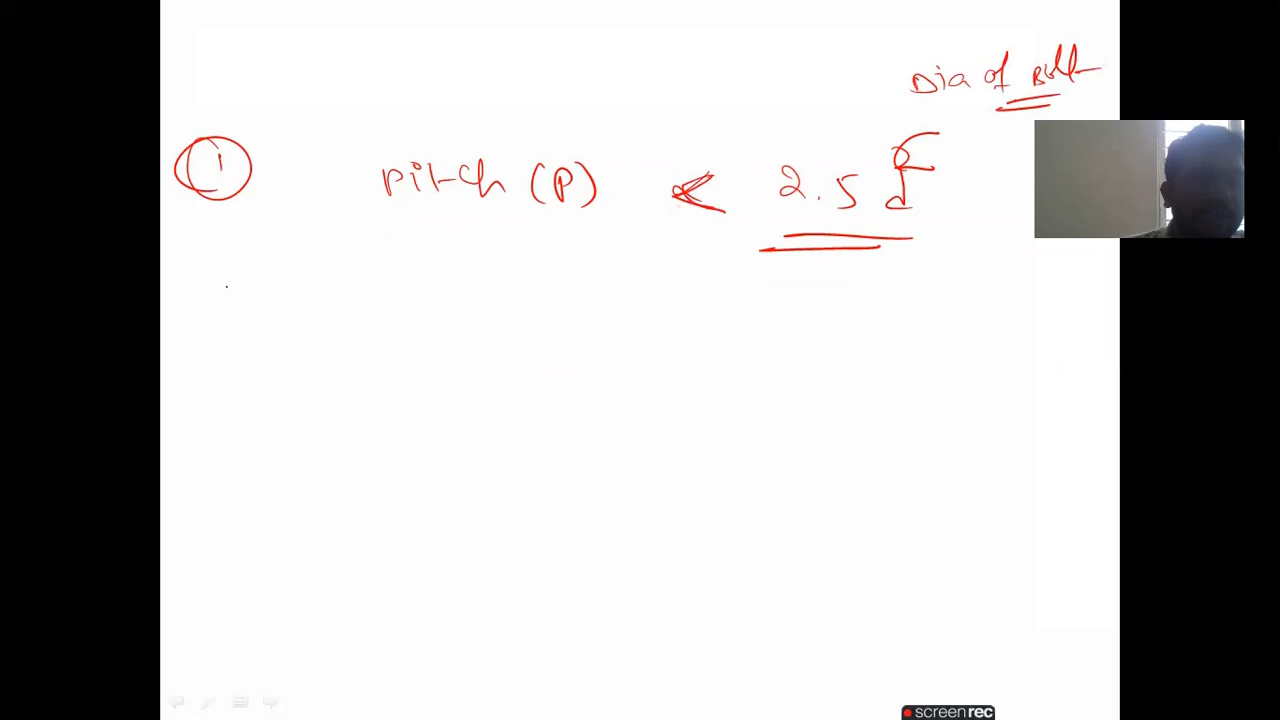 Dia of Bolt
① Pitch (P) < 2.5 d
screenrec